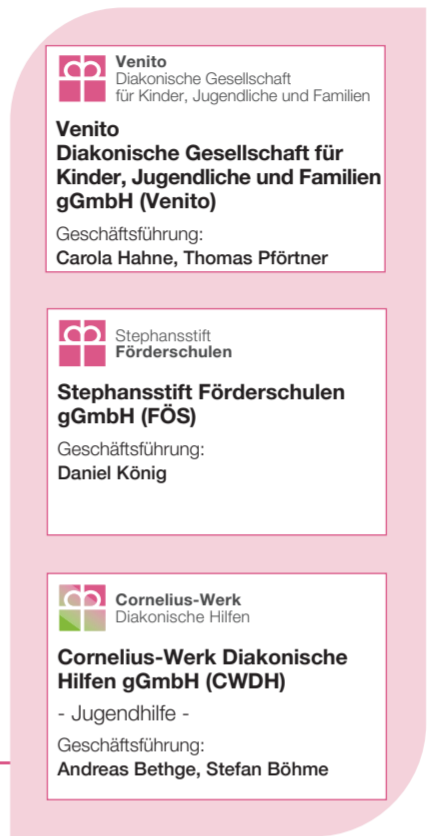 Venito
Diakonische Gesellschaft
für Kinder, Jugendliche und Familien
Venito
Diakonische Gesellschaft für
Kinder, Jugendliche und Familien
gGmbH (Venito)
Geschäftsführung:
Carola Hahne, Thomas Pförtner
Stephansstift
Förderschulen
Stephansstift Förderschulen
gGmbH (FÖS)
Geschäftsführung:
Daniel König
Cornelius-Werk
Diakonische Hilfen
Cornelius-Werk Diakonische
Hilfen gGmbH (CWDH)
- Jugendhilfe -
Geschäftsführung:
Andreas Bethge, Stefan Böhme